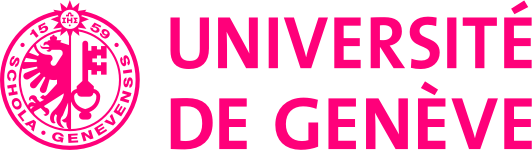 IHS
· 15 59 ·
SCHOLA · GENEVENSIS
UNIVERSITÉ
DE GENÈVE